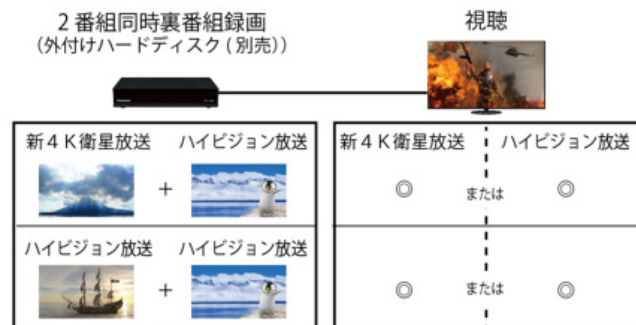 2番組同時裏番組録画
(外付けハードディスク(別売))
視聴
新4K衛星放送 ハイビジョン放送
+
新4K衛星放送 ハイビジョン放送
◎ または ◎
ハイビジョン放送 ハイビジョン放送
+
◎ または ◎